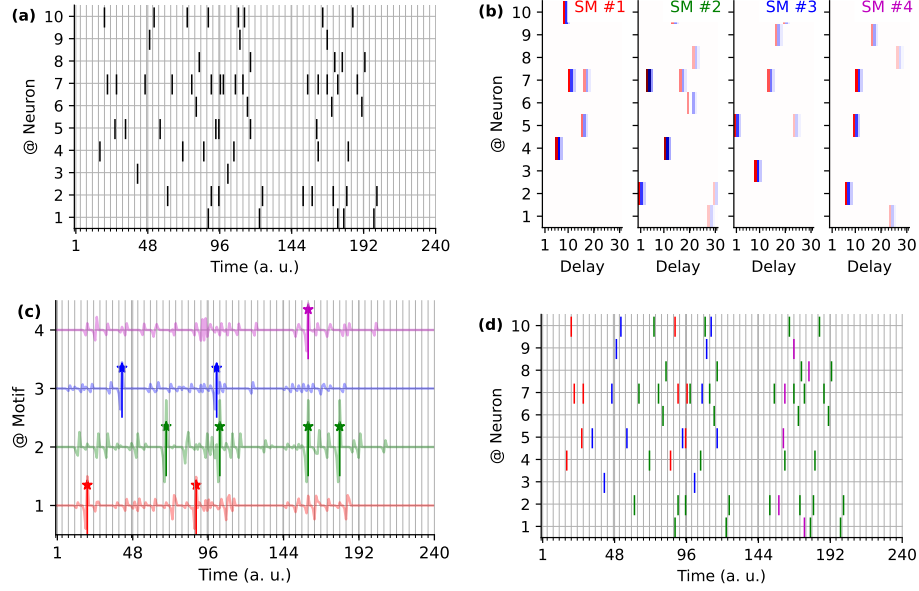 (a)
@ Neuron
10
9
8
7
6
5
4
3
2
1
1 48 96 144 192 240
Time (a. u.)
(b)
SM #1 SM #2 SM #3 SM #4
@ Neuron
10
9
8
7
6
5
4
3
2
1
1 10 20 30 1 10 20 30 1 10 20 30 1 10 20 30
Delay Delay Delay Delay
(c)
@ Motif
4
3
2
1
1 48 96 144 192 240
Time (a. u.)
(d)
@ Neuron
10
9
8
7
6
5
4
3
2
1
1 48 96 144 192 240
Time (a. u.)